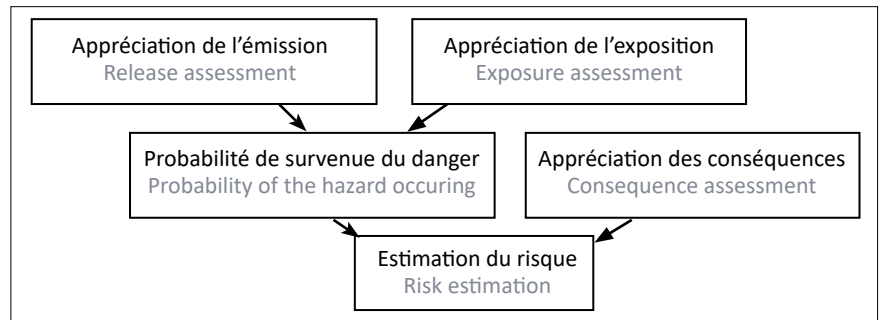 Appréciation de l’émission
Release assessment
Appréciation de l’exposition
Exposure assessment
Probabilité de survenue du danger
Probability of the hazard occuring
Appréciation des conséquences
Consequence assessment
Estimation du risque
Risk estimation